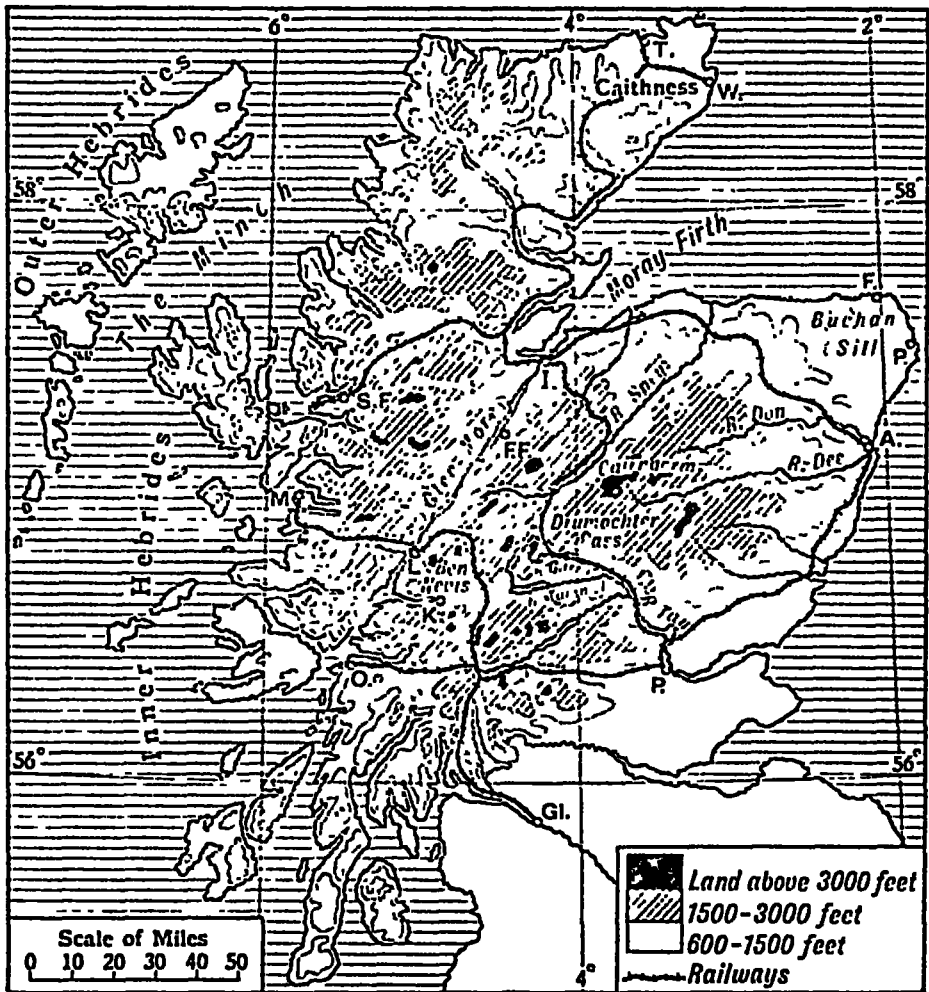 6°
4°
2°
T.
Caithness
W.
Outer Hebrides
58°
58
The Minch
Moray Firth
F.
Buchan
Sill
P.
I.
R. Spey
S.F.
Mor
R. Don
A.
F.F.
Cairngorm
R. Dee
M.
Drumochter
Pass
L.
Ben
Nevis
K.
Inner Hebrides
O.
P.
56°
56°
Gl.
Land above 3000 feet
1500-3000 feet
600-1500 feet
Railways
Scale of Miles
0 10 20 30 40 50
4°